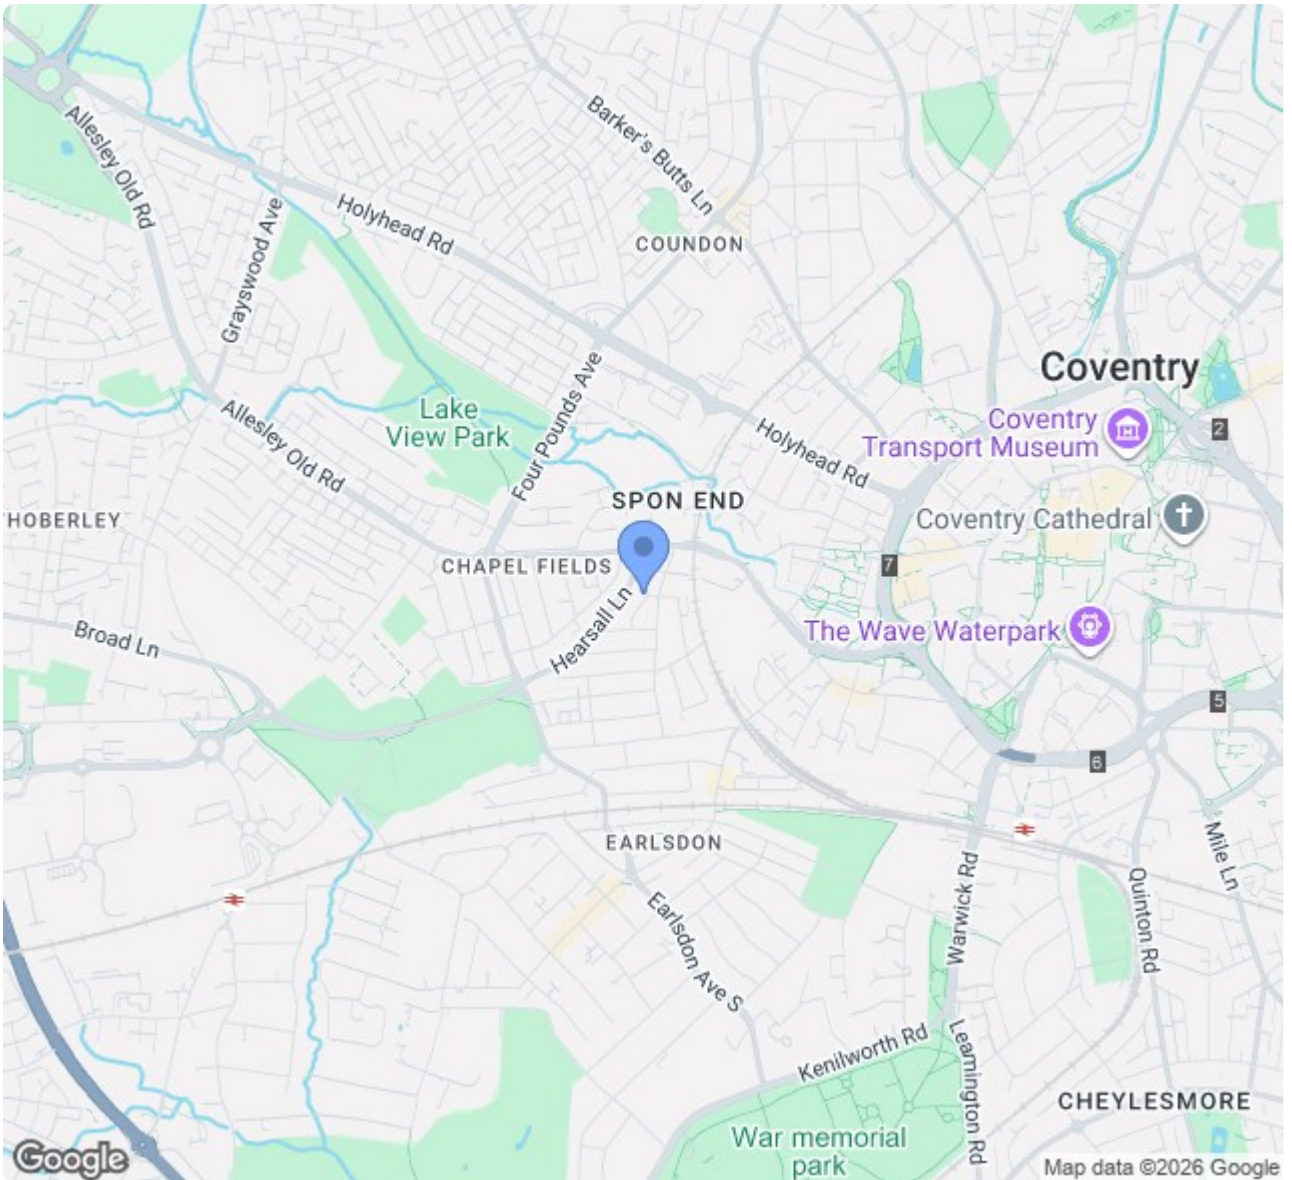 Allesley Old Rd
Barker's Butts Ln
Grayswood Ave
Holyhead Rd
COUNDON
Coventry
Four Pounds Ave
Lake
View Park
Allesley Old Rd
Holyhead Rd
Coventry
Transport Museum
2
SPON END
Coventry Cathedral
HOBERLEY
CHAPEL FIELDS
7
Hearsall Ln
Broad Ln
The Wave Waterpark
5
6
EARLSDON
Mile Ln
Warwick Rd
Quinton Rd
Earlsdon Ave S
Kenilworth Rd
Leamington Rd
CHEYLESMORE
War memorial
park
Google
Map data ©2026 Google